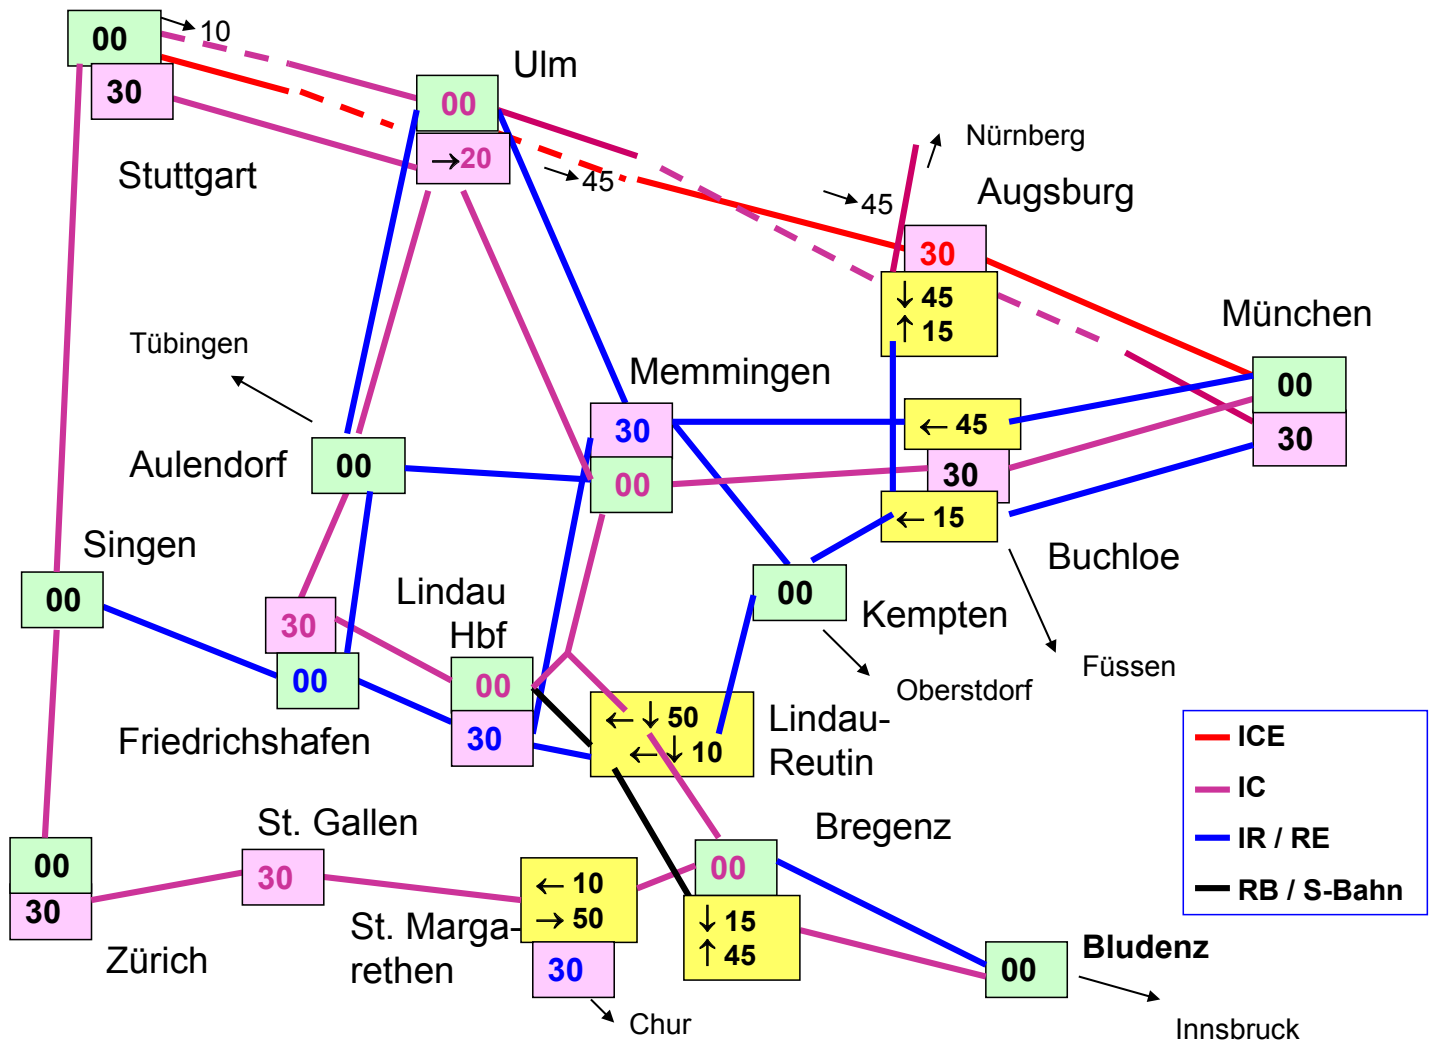 00
→ 10
30
Stuttgart
Ulm
00
→20
→ 45
→ 45
Nürnberg
Augsburg
30
↓ 45
↑ 15
München
00
30
Tübingen
Memmingen
30
00
← 45
30
← 15
Buchloe
Aulendorf
00
Singen
00
Lindau
Hbf
00
30
30
00
Friedrichshafen
00
Kempten
Oberstdorf
Füssen
← ↓ 50
← ↓ 10
Lindau-
Reutin
ICE
IC
IR / RE
RB / S-Bahn
St. Gallen
30
00
30
Zürich
← 10
→ 50
St. Marga-
rethen
30
Chur
Bregenz
00
↓ 15
↑ 45
00
Bludenz
Innsbruck